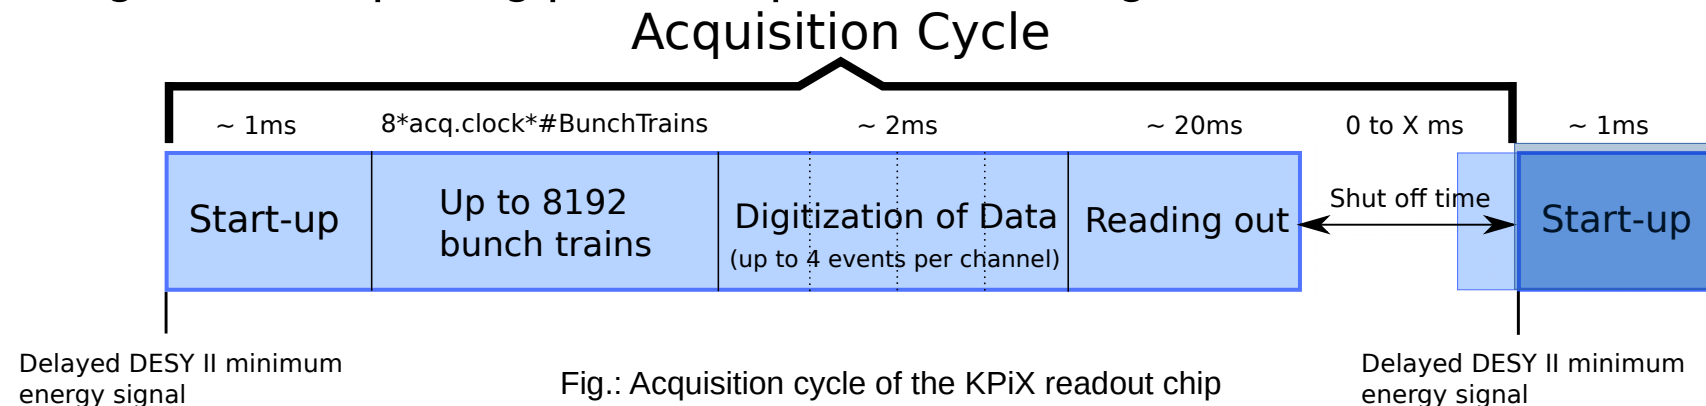 Acquisition Cycle
~ 1ms
8*acq.clock*#BunchTrains
~ 2ms
~ 20ms
0 to X ms
~ 1ms
Start-up
Up to 8192
bunch trains
Digitization of Data
(up to 4 events per channel)
Reading out
Shut off time
Start-up
Delayed DESY II minimum
energy signal
Fig.: Acquisition cycle of the KPiX readout chip
Delayed DESY II minimum
energy signal